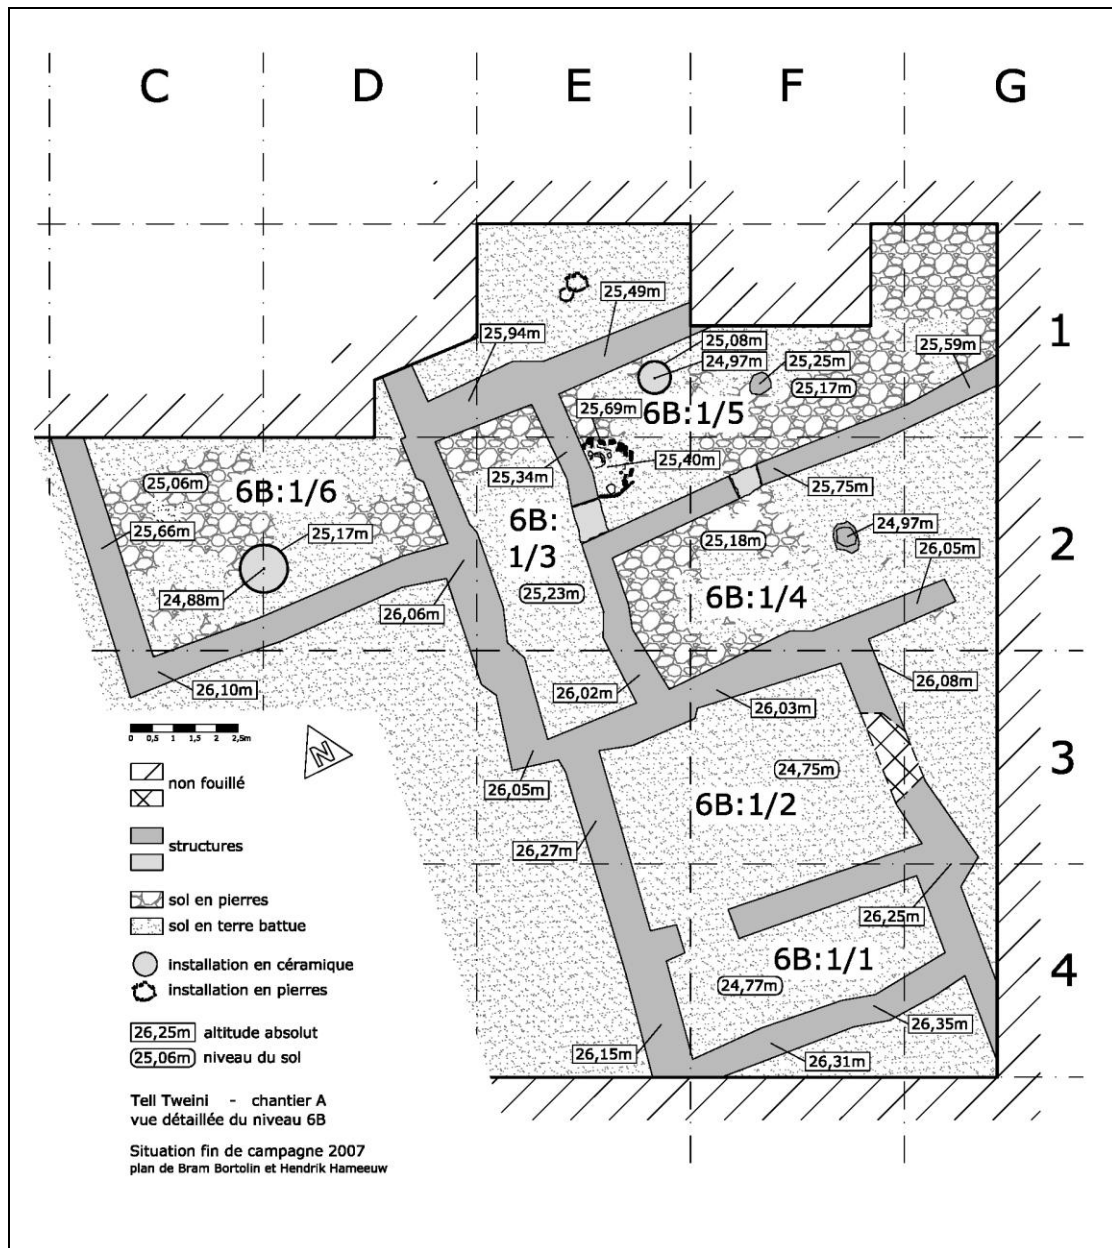 C D E F G
25,49m
25,94m
25,08m
24,97m
25,25m
25,59m
25,17m
1
25,69m
6B:1/5
25,40m
25,34m
25,75m
25,06m
6B:1/6
25,66m
25,17m
24,88m
6B:
1/3
25,23m
25,18m
24,97m
26,05m
2
6B:1/4
26,06m
26,10m
26,02m
26,03m
26,08m
0 0,5 1 1,5 2 2,5m
N
non fouillé
26,05m
24,75m
3
6B:1/2
structures
26,27m
sol en pierres
sol en terre battue
26,25m
installation en céramique
installation en pierres
6B:1/1
24,77m
4
26,25m altitude absolut
25,06m niveau du sol
26,15m
26,31m
26,35m
Tell Tweini - chantier A
vue détaillée du niveau 6B
Situation fin de campagne 2007
plan de Bram Bortolin et Hendrik Hameeuw